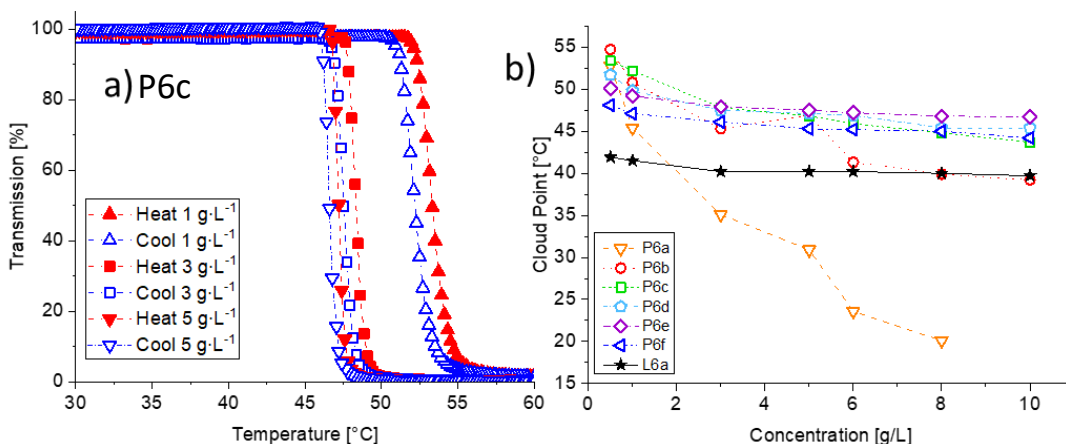 a) P6c
100
80
60
40
20
0
Transmission [%]
Heat 1 g·L⁻¹
Cool 1 g·L⁻¹
Heat 3 g·L⁻¹
Cool 3 g·L⁻¹
Heat 5 g·L⁻¹
Cool 5 g·L⁻¹
30 35 40 45 50 55 60
Temperature [°C]
b)
55
50
45
40
35
30
25
20
15
Cloud Point [°C]
P6a
P6b
P6c
P6d
P6e
P6f
L6a
0 2 4 6 8 10
Concentration [g/L]